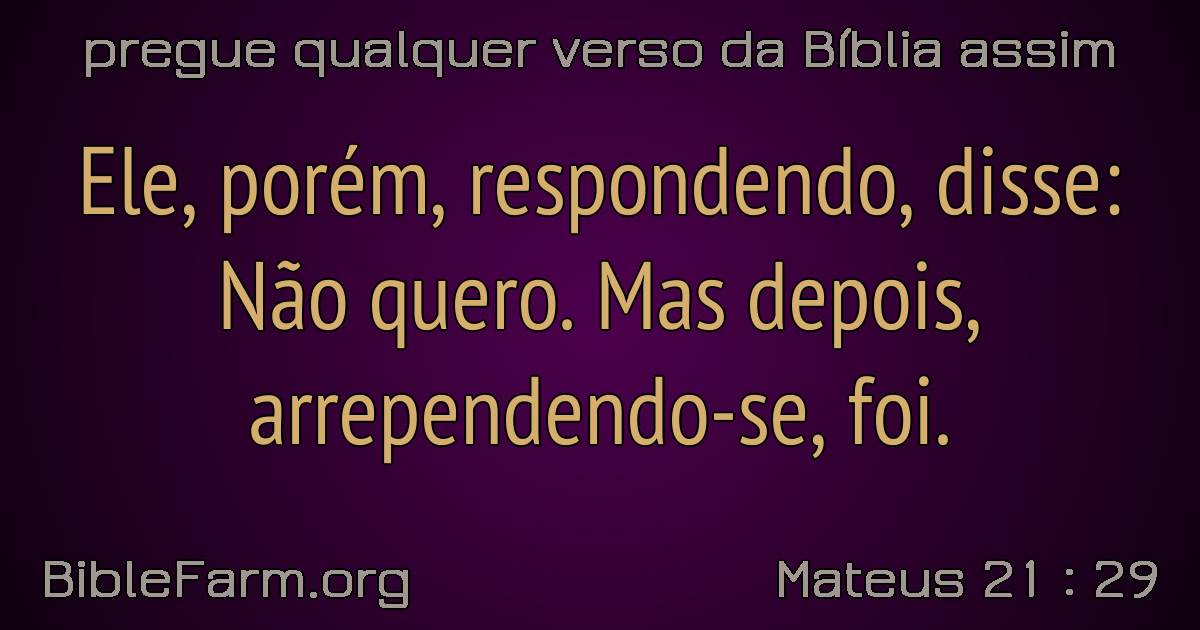 pregue qualquer verso da Bíblia assim
Ele, porém, respondendo, disse:
Não quero. Mas depois,
arrependendo-se, foi.
BibleFarm.org
Mateus 21 : 29